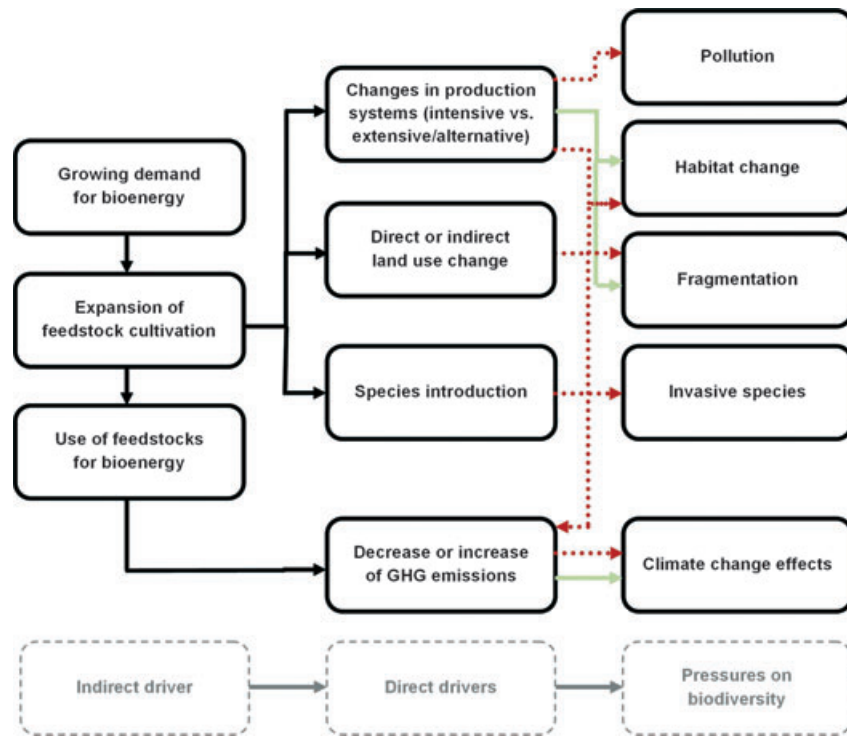 Growing demand
for bioenergy
Expansion of
feedstock cultivation
Use of feedstocks
for bioenergy
Changes in production
systems (intensive vs.
extensive/alternative)
Direct or indirect
land use change
Species introduction
Decrease or increase
of GHG emissions
Pollution
Habitat change
Fragmentation
Invasive species
Climate change effects
Indirect driver
Direct drivers
Pressures on
biodiversity